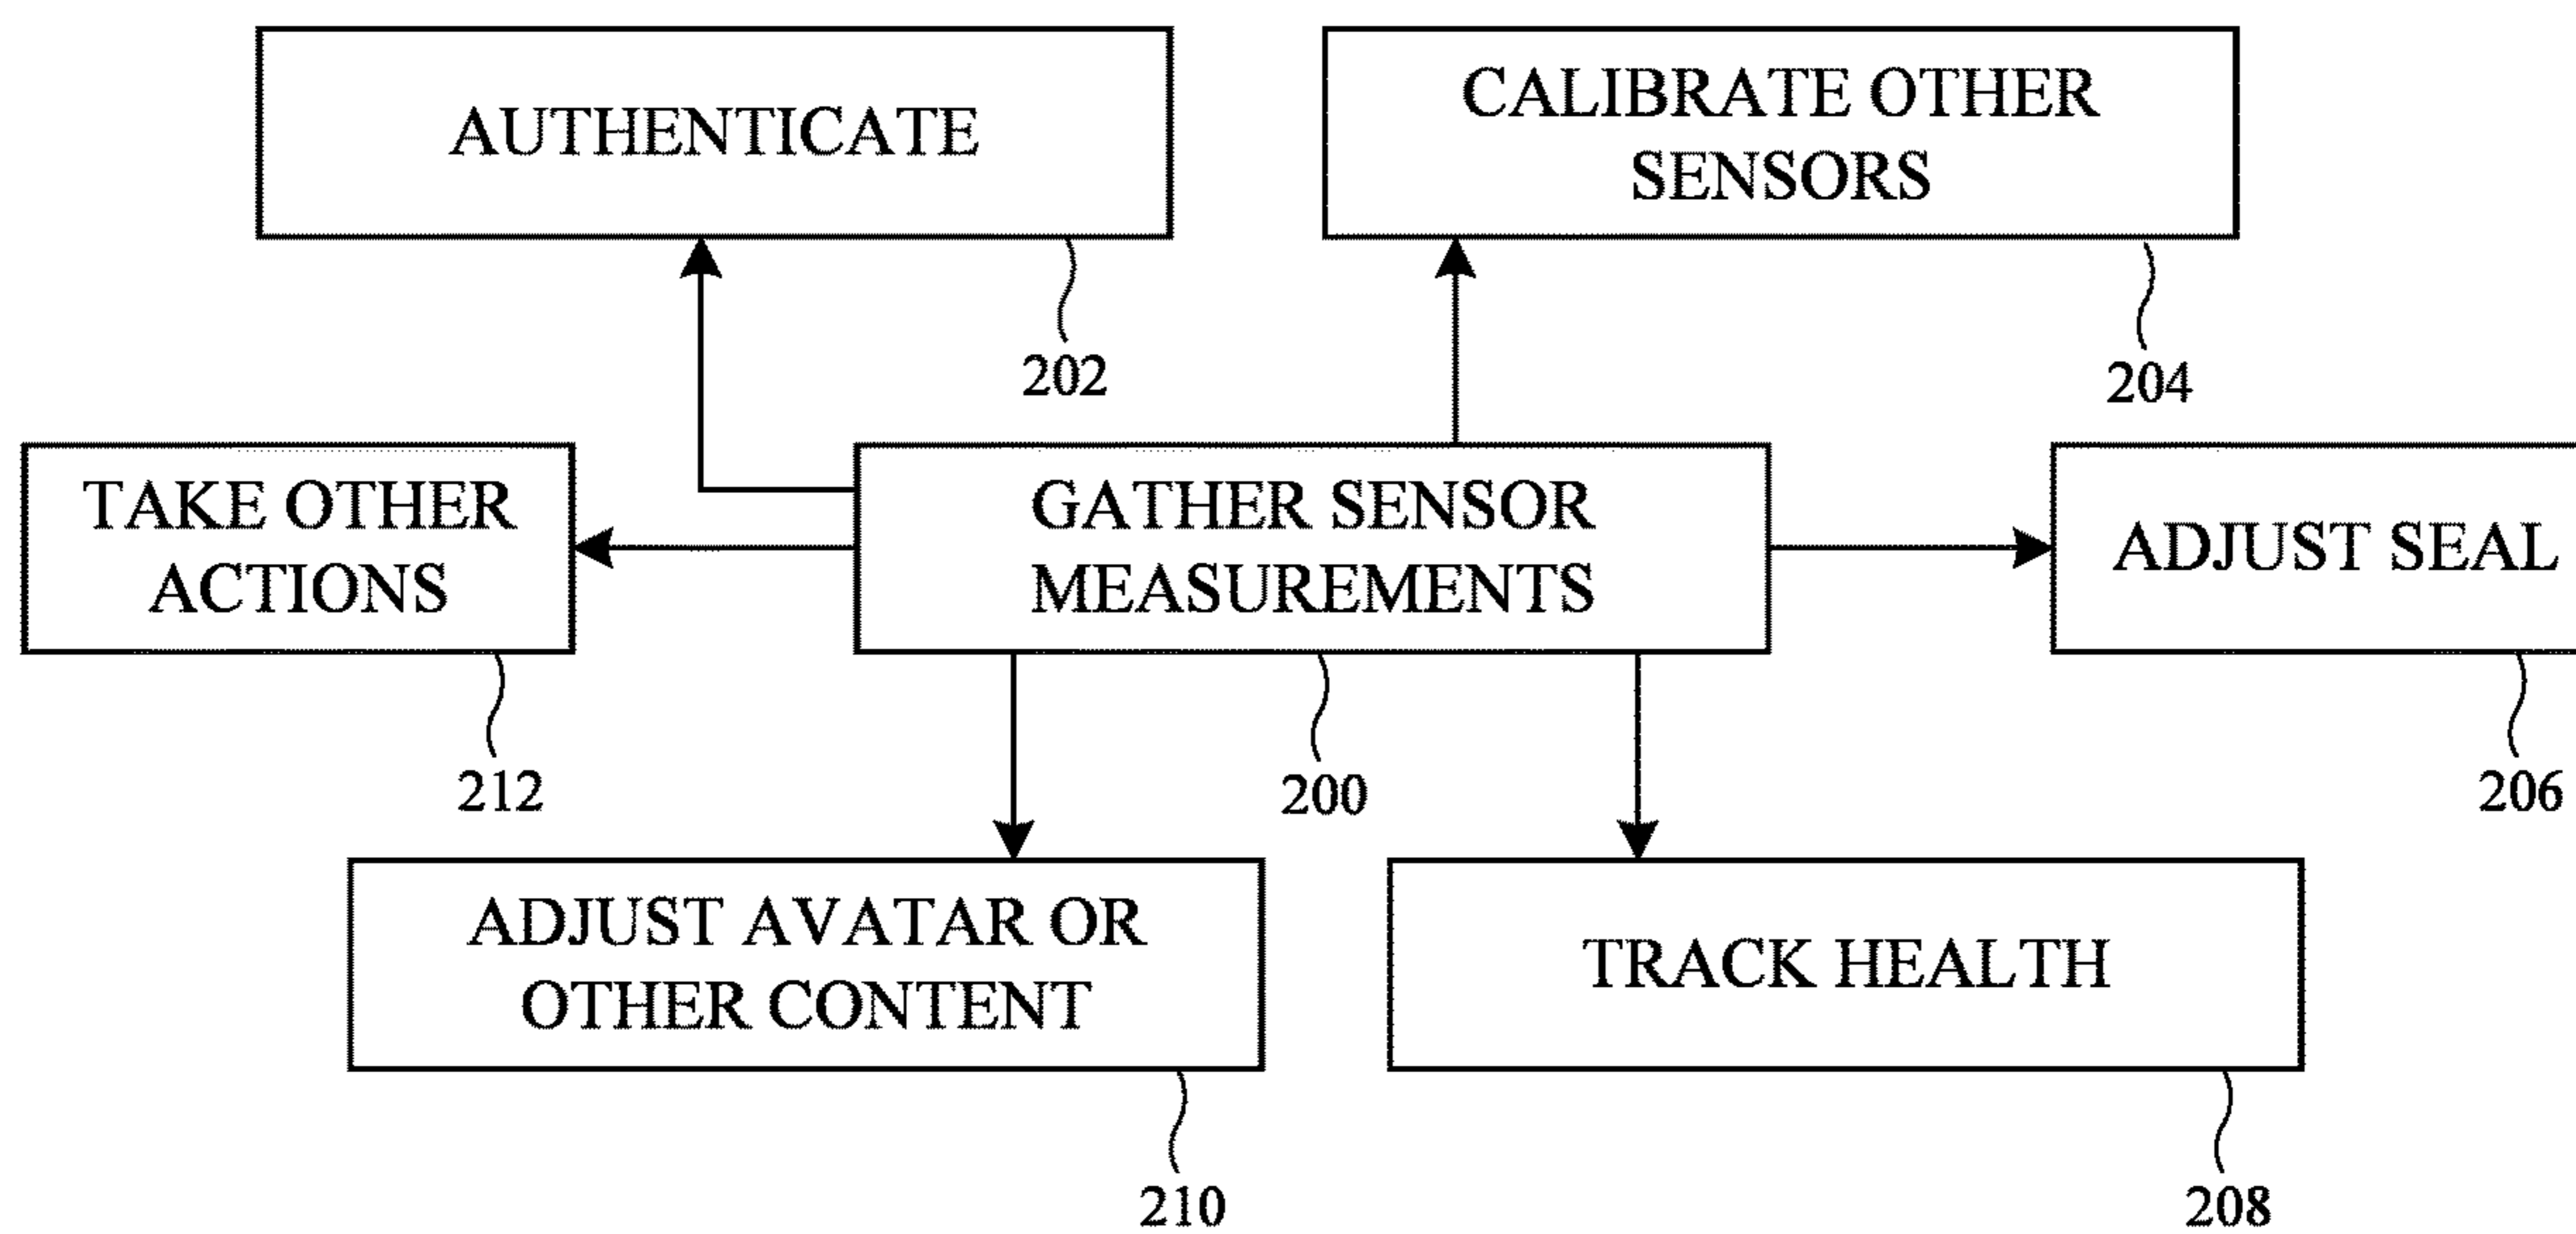 AUTHENTICATE
202
CALIBRATE OTHER
SENSORS
204
TAKE OTHER
ACTIONS
212
GATHER SENSOR
MEASUREMENTS
200
ADJUST SEAL
206
ADJUST AVATAR OR
OTHER CONTENT
210
TRACK HEALTH
208